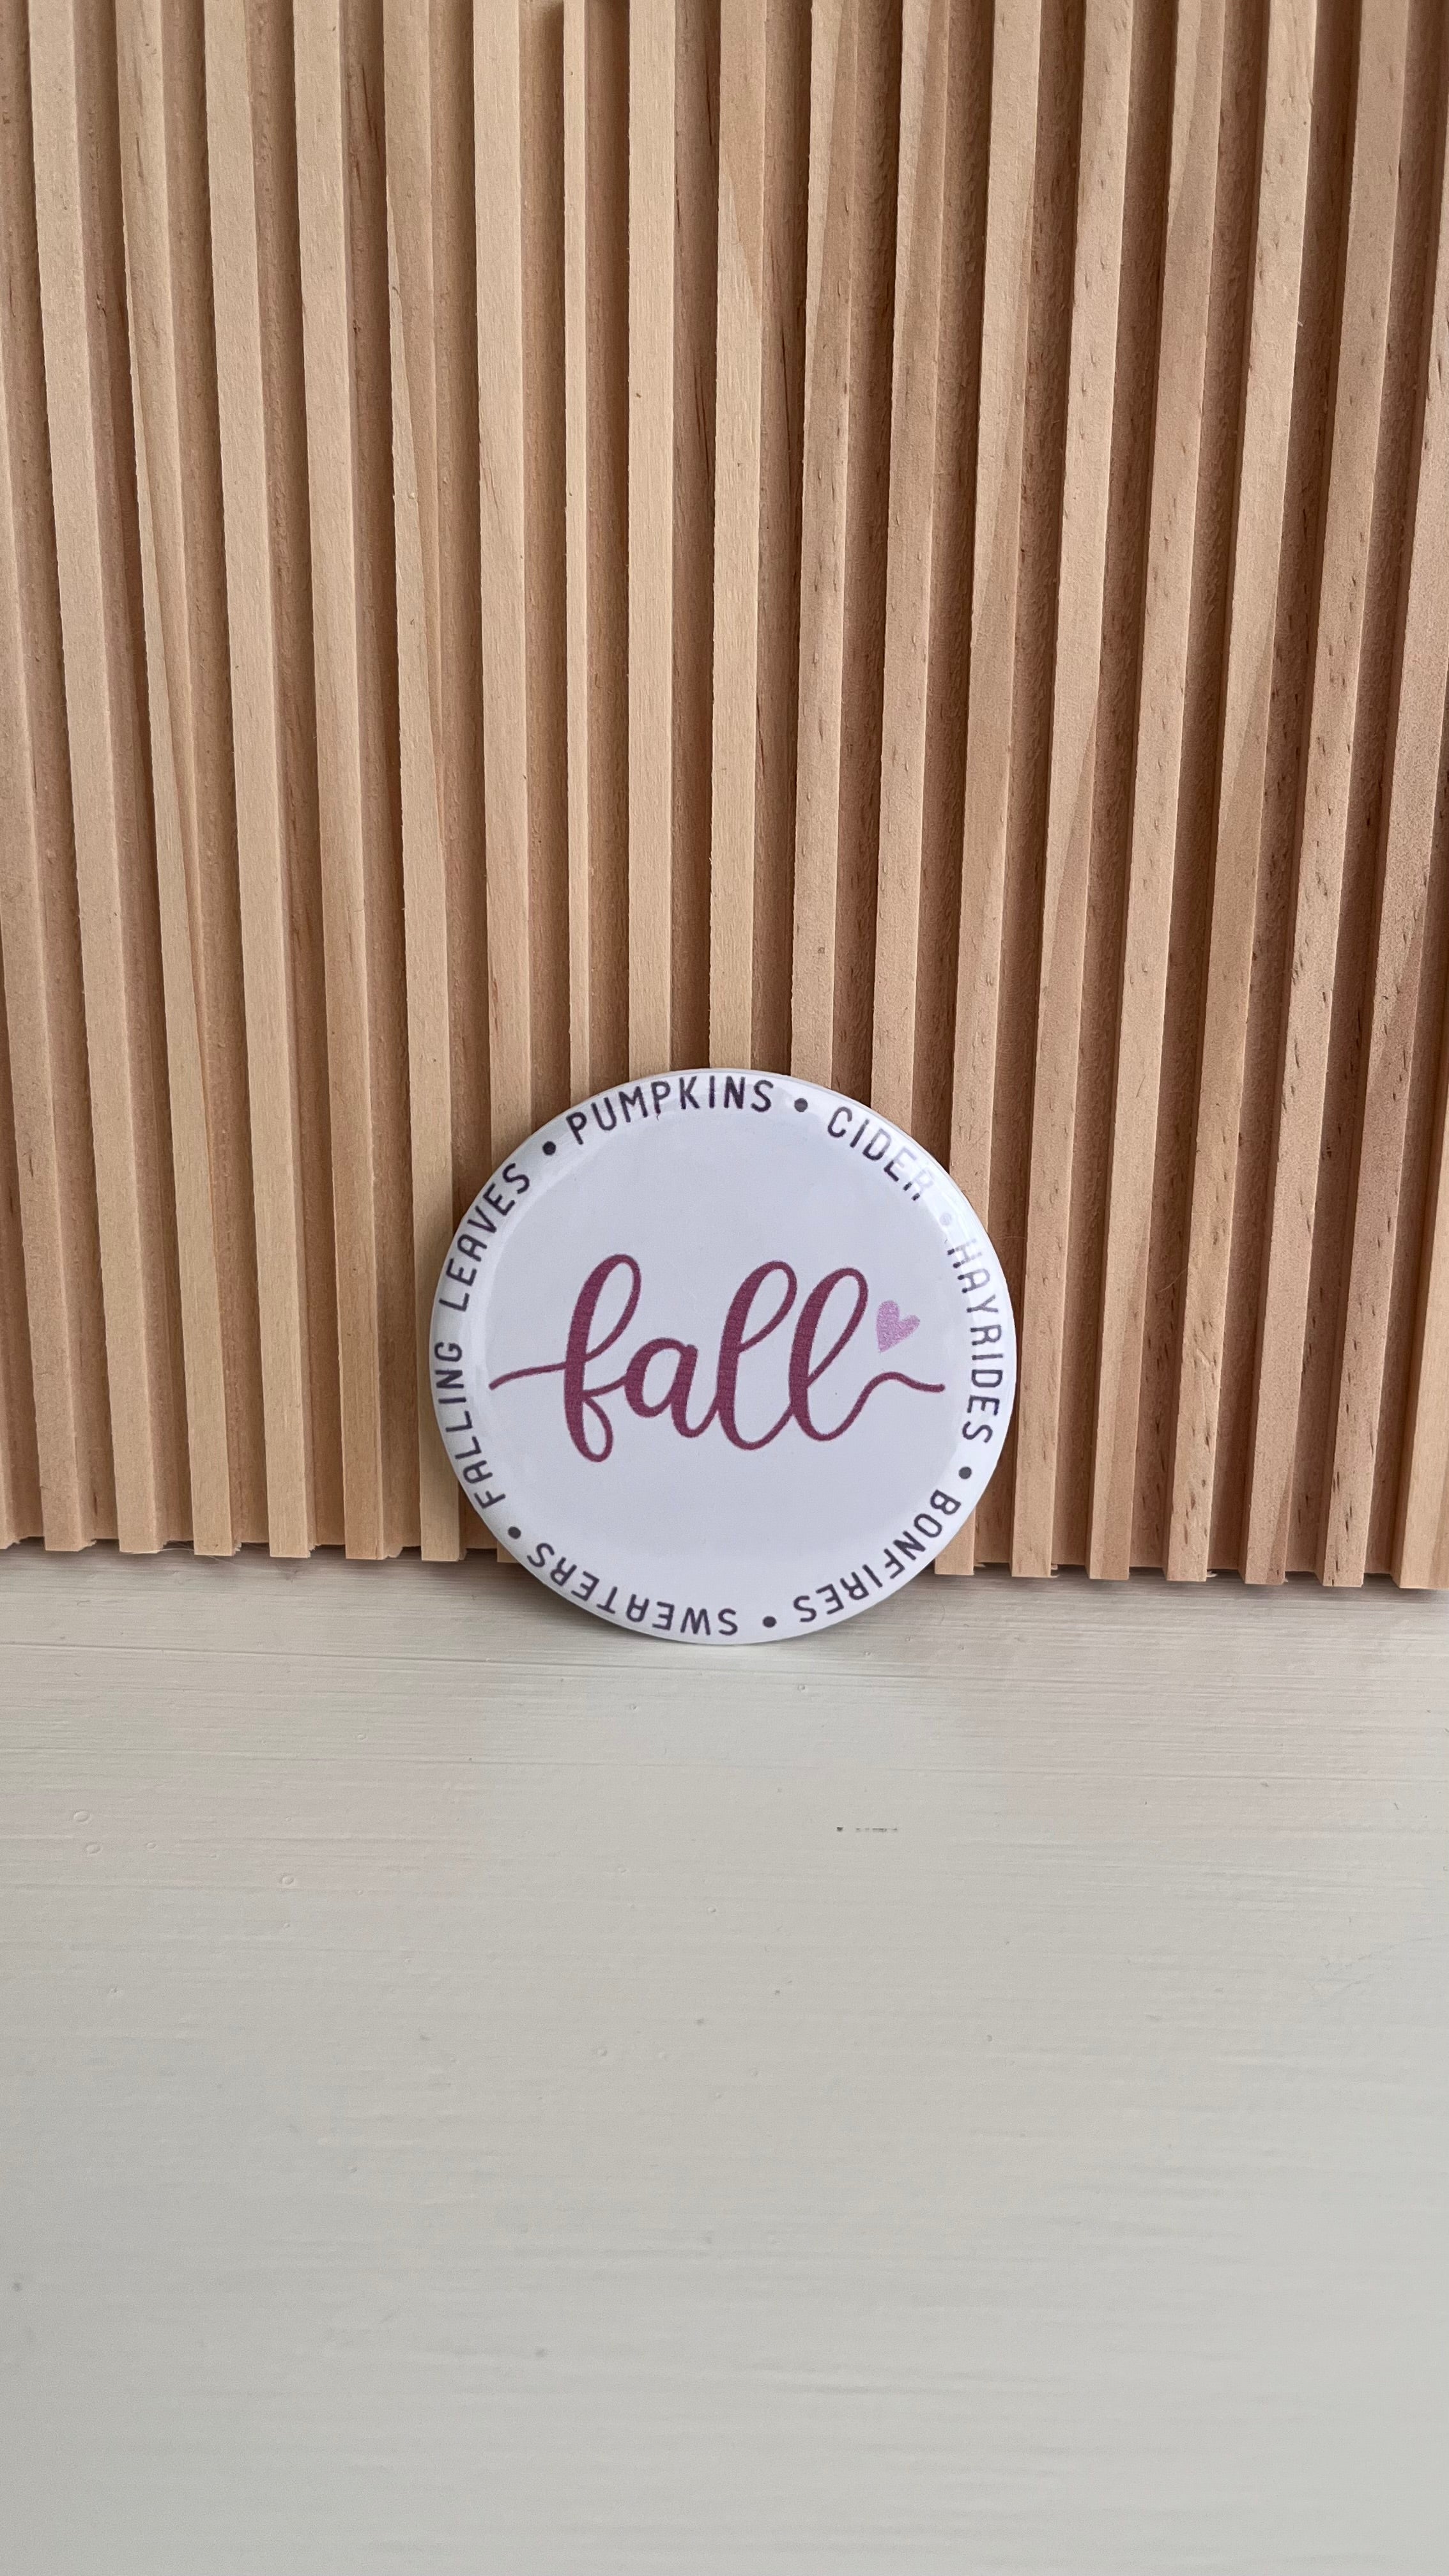 PUMPKINS • CIDER • HAYRIDES • BONFIRES • SWEATERS • FALLING LEAVES •
fall